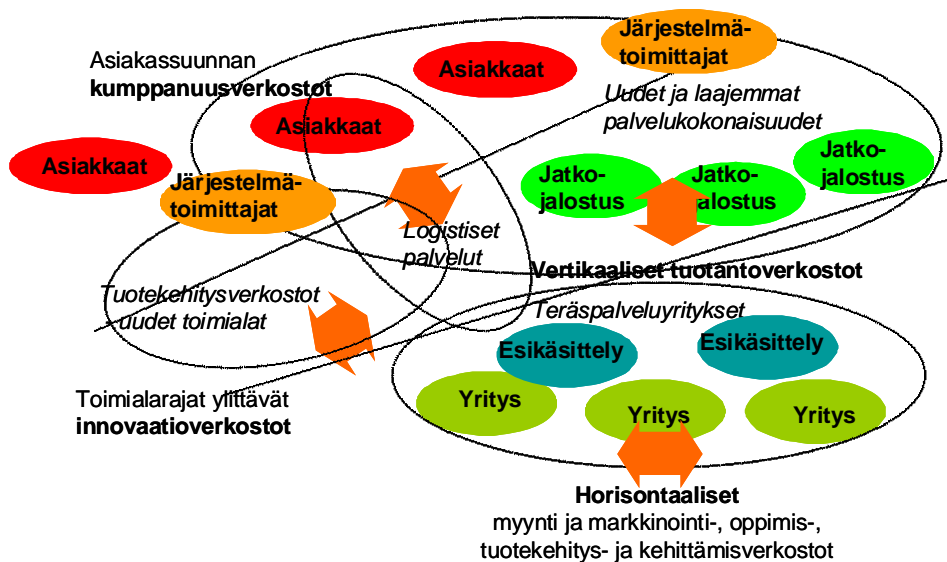 Järjestelmä-
toimittajat
Asiakassuunnan
kumppanuusverkostot
Asiakkaat
Uudet ja laajemmat
palvelukokonaisuudet
Asiakkaat
Asiakkaat
Jatko-
jalostus
Järjestelmä-
toimittajat
Jatko-
jalostus
Jatko-
jalostus
Logistiset
palvelut
Vertikaaliset tuotantoverkostot
Tuotekehitysverkostot
uudet toimialat
Teräspalveluyritykset
Esikäsittely
Esikäsittely
Toimialarajat ylittävät
innovaatioverkostot
Yritys
Yritys
Yritys
Horisontaaliset
myynti ja markkinointi-, oppimis-,
tuotekehitys- ja kehittämisverkostot